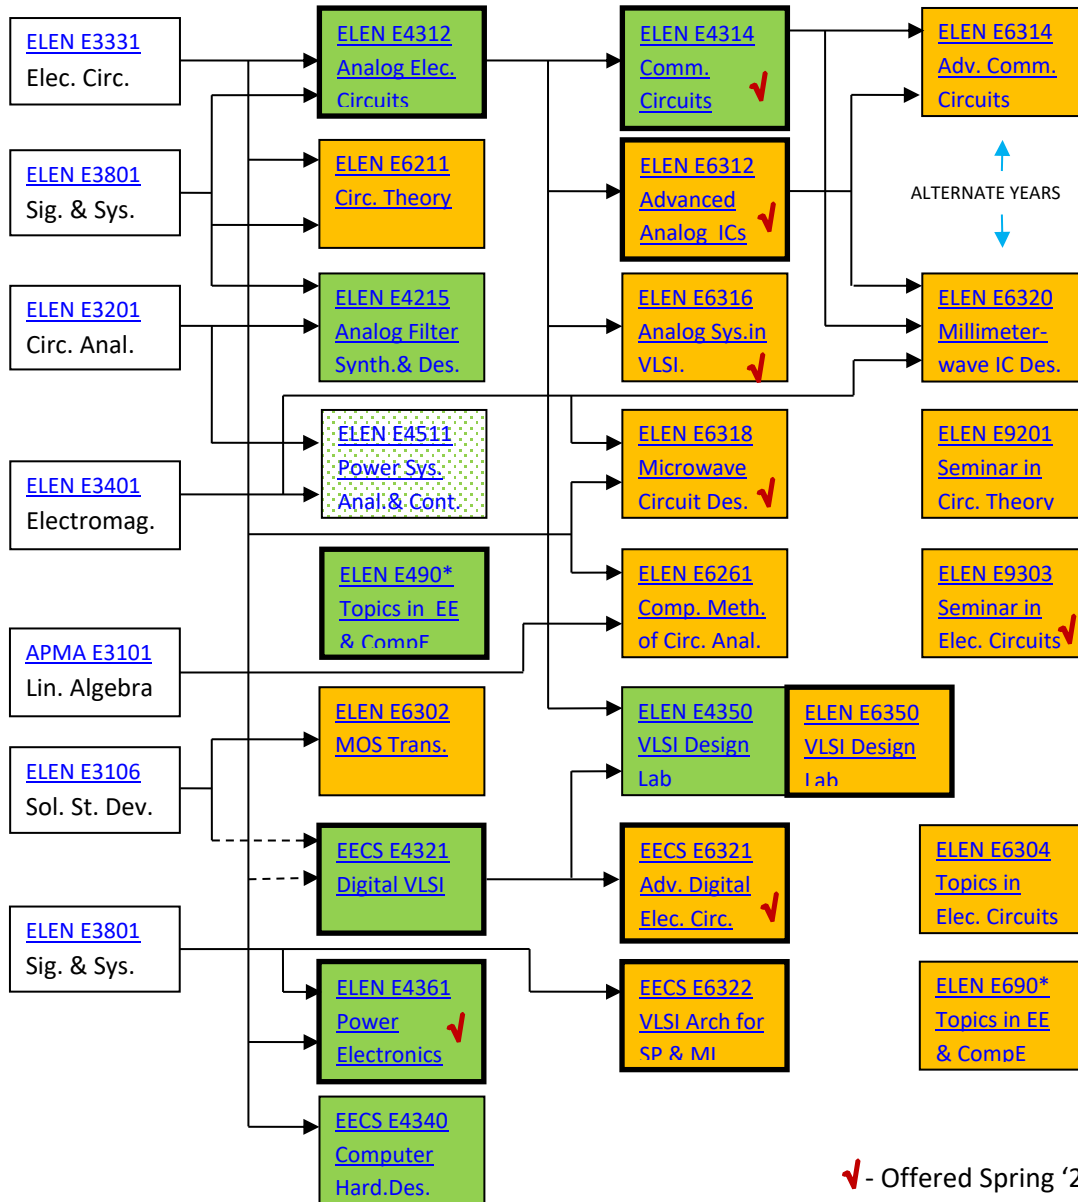 ELEN E3331
Elec. Circ.
ELEN E3801
Sig. & Sys.
ELEN E3201
Circ. Anal.
ELEN E3401
Electromag.
APMA E3101
Lin. Algebra
ELEN E3106
Sol. St. Dev.
ELEN E3801
Sig. & Sys.
ELEN E4312
Analog Elec.
Circuits
ELEN E6211
Circ. Theory
ELEN E4215
Analog Filter
Synth.& Des.
ELEN E4511
Power Sys.
Anal.& Cont.
ELEN E490*
Topics in EE
& CompE
ELEN E6302
MOS Trans.
EECS E4321
Digital VLSI
ELEN E4361
Power
Electronics
EECS E4340
Computer
Hard.Des.
ELEN E4314
Comm.
Circuits
ELEN E6312
Advanced
Analog ICs
ELEN E6316
Analog Sys.in
VLSI.
ELEN E6318
Microwave
Circuit Des.
ELEN E6261
Comp. Meth.
of Circ. Anal.
ELEN E4350
VLSI Design
Lab
ELEN E6350
VLSI Design
Lab
EECS E6321
Adv. Digital
Elec. Circ.
EECS E6322
VLSI Arch for
SP & ML
ELEN E6314
Adv. Comm.
Circuits
ALTERNATE YEARS
ELEN E6320
Millimeter-
wave IC Des.
ELEN E9201
Seminar in
Circ. Theory
ELEN E9303
Seminar in
Elec. Circuits
ELEN E6304
Topics in
Elec. Circuits
ELEN E690*
Topics in EE
& CompE
√ - Offered Spring ‘2